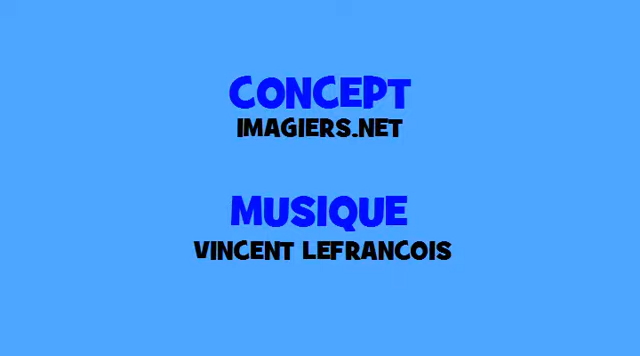 CONCEPT
IMAGIERS.NET
MUSIQUE
VINCENT LEFRANCOIS